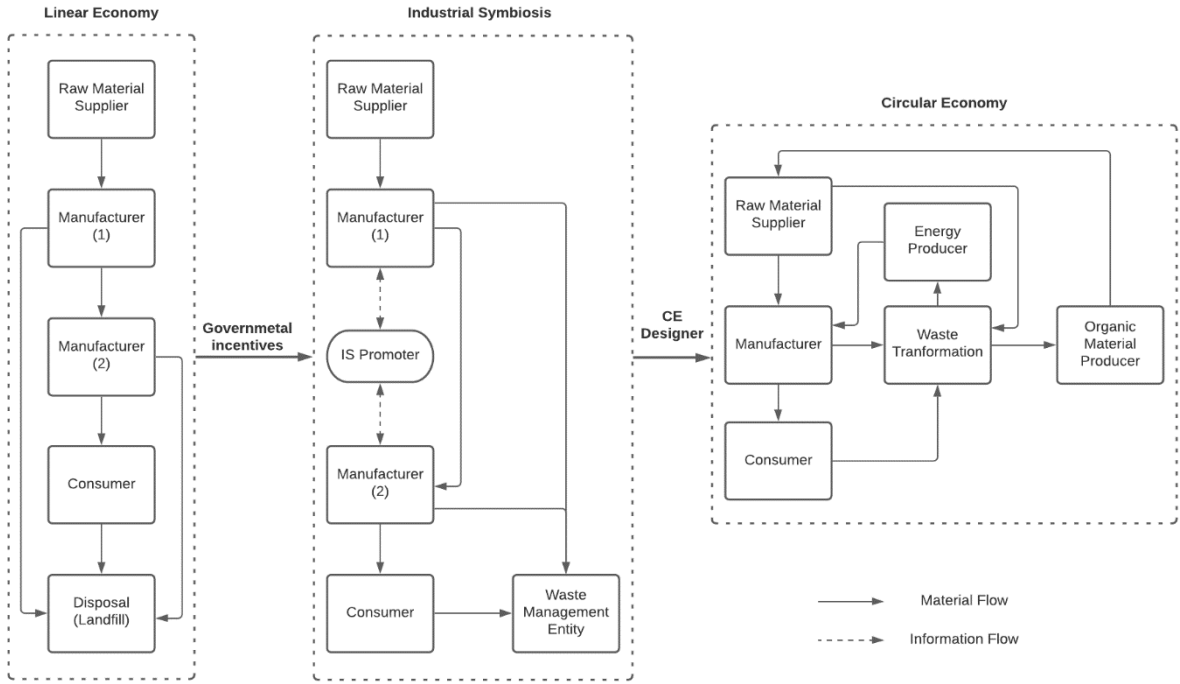 Linear Economy
Raw Material
Supplier
Manufacturer
(1)
Manufacturer
(2)
Consumer
Disposal
(Landfill)
Governmetal
incentives
Industrial Symbiosis
Raw Material
Supplier
Manufacturer
(1)
IS Promoter
Manufacturer
(2)
Consumer
Waste
Management
Entity
CE
Designer
Circular Economy
Raw Material
Supplier
Energy
Producer
Manufacturer
Waste
Tranformation
Organic
Material
Producer
Consumer
Material Flow
Information Flow